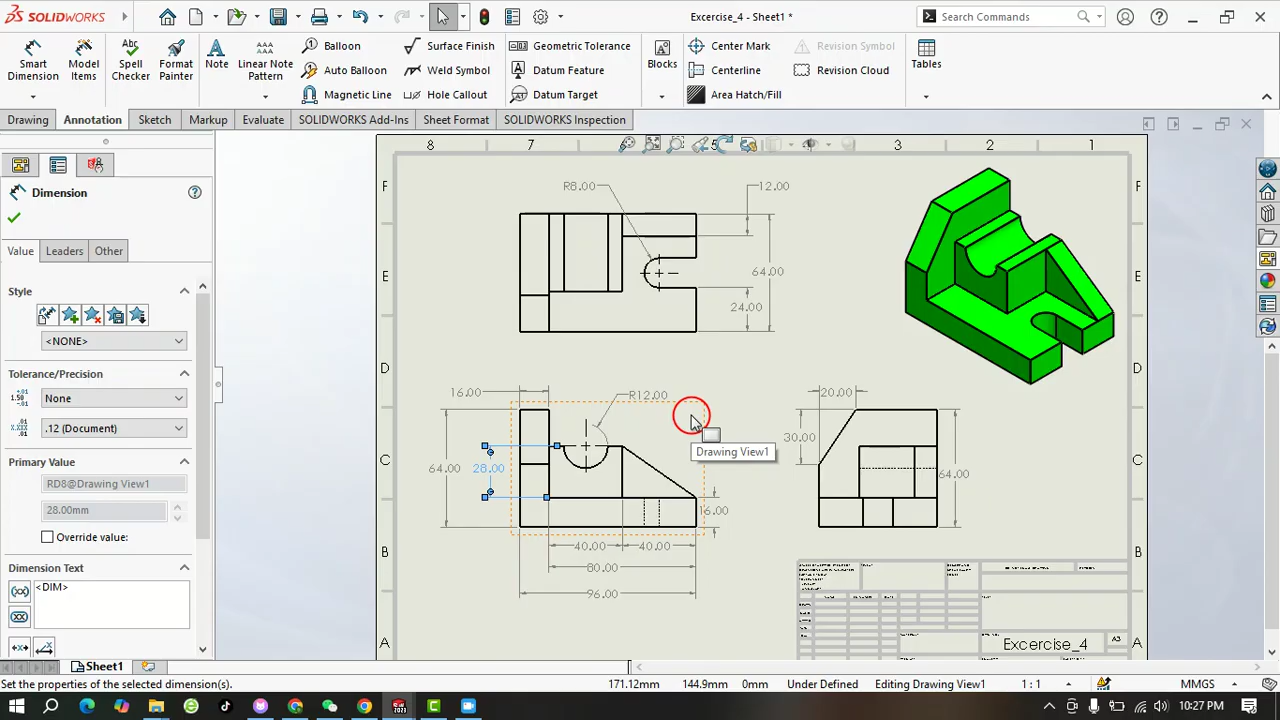 SOLIDWORKS
Excercise_4 - Sheet1 *
Search Commands
Smart Dimension
Model Items
Spell Checker
Format Painter
Note
Linear Note Pattern
Balloon
Auto Balloon
Magnetic Line
Surface Finish
Weld Symbol
Hole Callout
Geometric Tolerance
Datum Feature
Datum Target
Blocks
Center Mark
Centerline
Area Hatch/Fill
Revision Symbol
Revision Cloud
Tables
Drawing
Annotation
Sketch
Markup
Evaluate
SOLIDWORKS Add-Ins
Sheet Format
SOLIDWORKS Inspection
Dimension
Value
Leaders
Other
Style
<NONE>
Tolerance/Precision
None
.12 (Document)
Primary Value
RD8@Drawing View1
28.00mm
Override value:
Dimension Text
<DIM>
8 7 5 3 2 1
F F
E E
D D
C C
B B
A A
R8.00
12.00
64.00
24.00
16.00
R12.00
64.00
28.00
16.00
40.00 40.00
80.00
96.00
Drawing View1
20.00
30.00
64.00
Excercise_4
A3
Sheet1
Set the properties of the selected dimension(s).
171.12mm
144.9mm
0mm
Under Defined
Editing Drawing View1
1 : 1
MMGS
10:27 PM